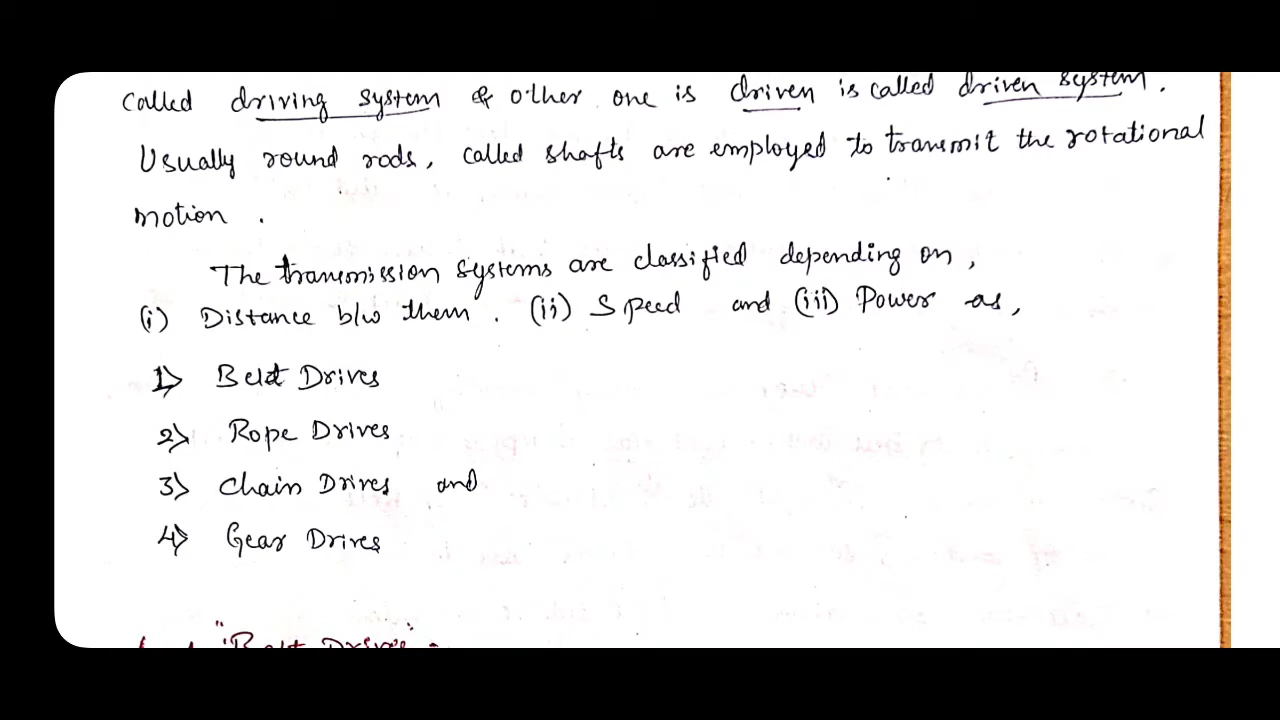 called driving system & other one is driven is called driven system.
Usually round rods, called shafts are employed to transmit the rotational
motion.
The transmission systems are classified depending on,
(i) Distance b/w them. (ii) Speed and (iii) Power as,
1> Belt Drives
2> Rope Drives
3> Chain Drives and
4> Gear Drives
"Belt Drives"